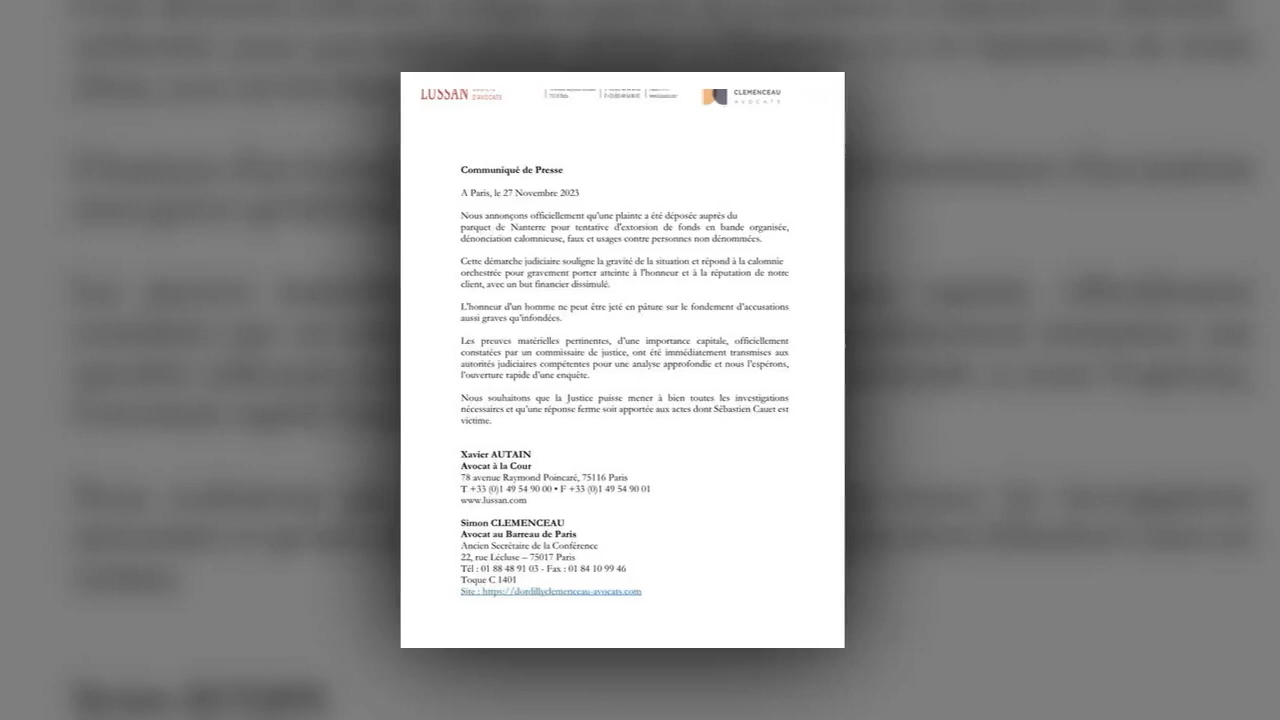 LUSSAN
D'AVOCATS
CLEMENCEAU
AVOCATS
Communiqué de Presse
A Paris, le 27 Novembre 2023
Nous annonçons officiellement qu'une plainte a été déposée auprès du
parquet de Nanterre pour tentative d'extorsion de fonds en bande organisée,
dénonciation calomnieuse, faux et usages contre personnes non dénommées.
Cette démarche judiciaire souligne la gravité de la situation et répond à la calomnie
orchestrée pour gravement porter atteinte à l'honneur et à la réputation de notre
client, avec un but financier dissimulé.
L'honneur d'un homme ne peut être jeté en pâture sur le fondement d'accusations
aussi graves qu'infondées.
Les preuves matérielles pertinentes, d'une importance capitale, officiellement
constatées par un commissaire de justice, ont été immédiatement transmises aux
autorités judiciaires compétentes pour une analyse approfondie et nous l'espérons,
l'ouverture rapide d'une enquête.
Nous souhaitons que la Justice puisse mener à bien toutes les investigations
nécessaires et qu'une réponse ferme soit apportée aux actes dont Sébastien Cauet est
victime.
Xavier AUTAIN
Avocat à la Cour
78 avenue Raymond Poincaré, 75116 Paris
T +33 (0)1 49 54 90 00 • F +33 (0)1 49 54 90 01
www.lussan.com
Simon CLEMENCEAU
Avocat au Barreau de Paris
Ancien Secrétaire de la Conférence
22, rue Lécluse – 75017 Paris
Tél : 01 88 48 91 03 - Fax : 01 84 10 99 46
Toque C 1401
Site : https://dordillyclemenceau-avocats.com